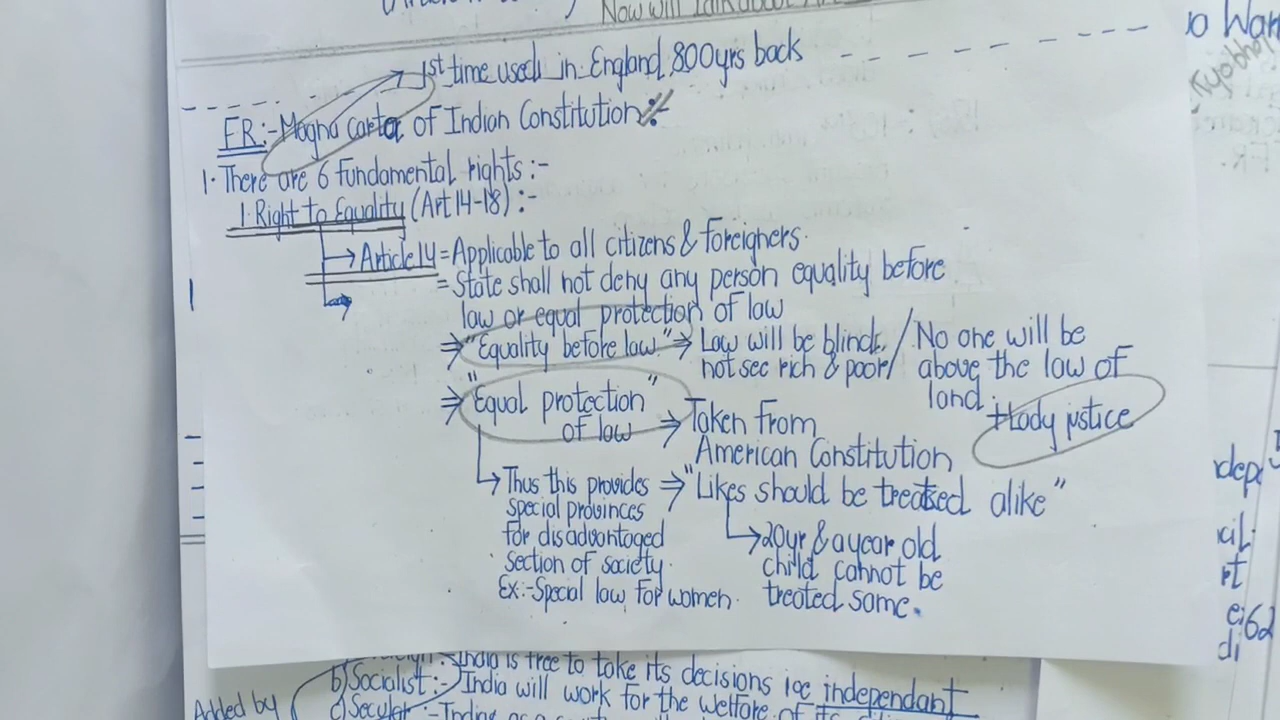 Now will Talk about
1st time used in England 800yrs back
FR:- Magna carta of Indian Constitution:-
1. There are 6 fundamental rights :-
1. Right to Equality (Art 14-18) :-
→ Article 14 = Applicable to all citizens & foreigners.
= State shall not deny any person equality before
law or equal protection of law
⇒ "Equality before law" ⇒ Law will be blind, / No one will be
not see rich & poor / above the law of
land.
Lady justice
⇒ "Equal protection"
of law ⇒ Taken from
American Constitution
→ Thus this provides ⇒ "Likes should be treated alike"
special provinces
for disadvantaged
section of society.
Ex:- Special law for women.
→ 20yr & a year old
child cannot be
treated same.
India is free to take its decisions ie independant
b) Socialist :- India will work for the welfare of its
Added by
c) Secular :- India